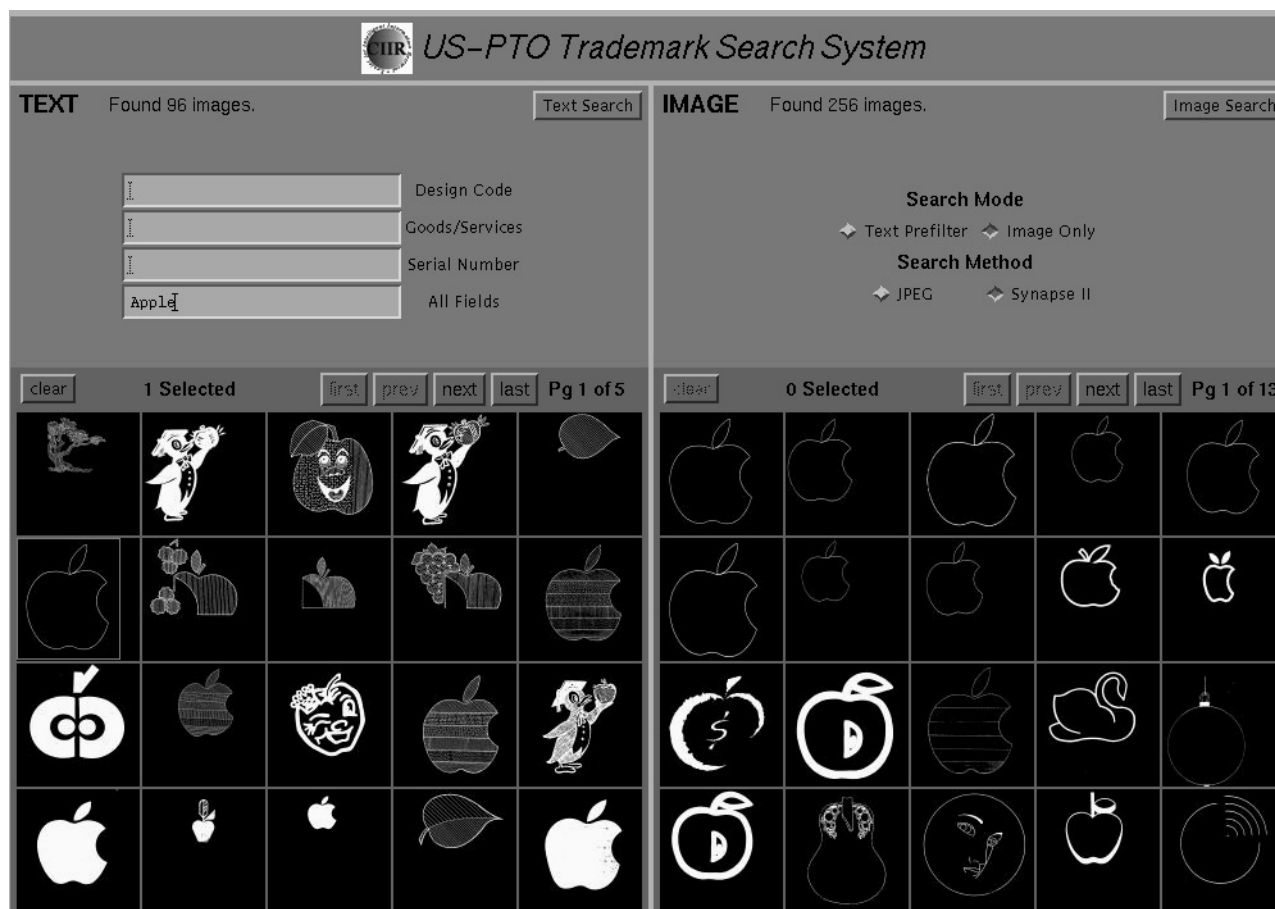 CIIR US-PTO Trademark Search System
TEXT Found 96 images. Text Search
Design Code
Goods/Services
Serial Number
Apple All Fields
clear 1 Selected first prev next last Pg 1 of 5
IMAGE Found 256 images. Image Search
Search Mode
Text Prefilter Image Only
Search Method
JPEG Synapse II
clear 0 Selected first prev next last Pg 1 of 13
S
D
D